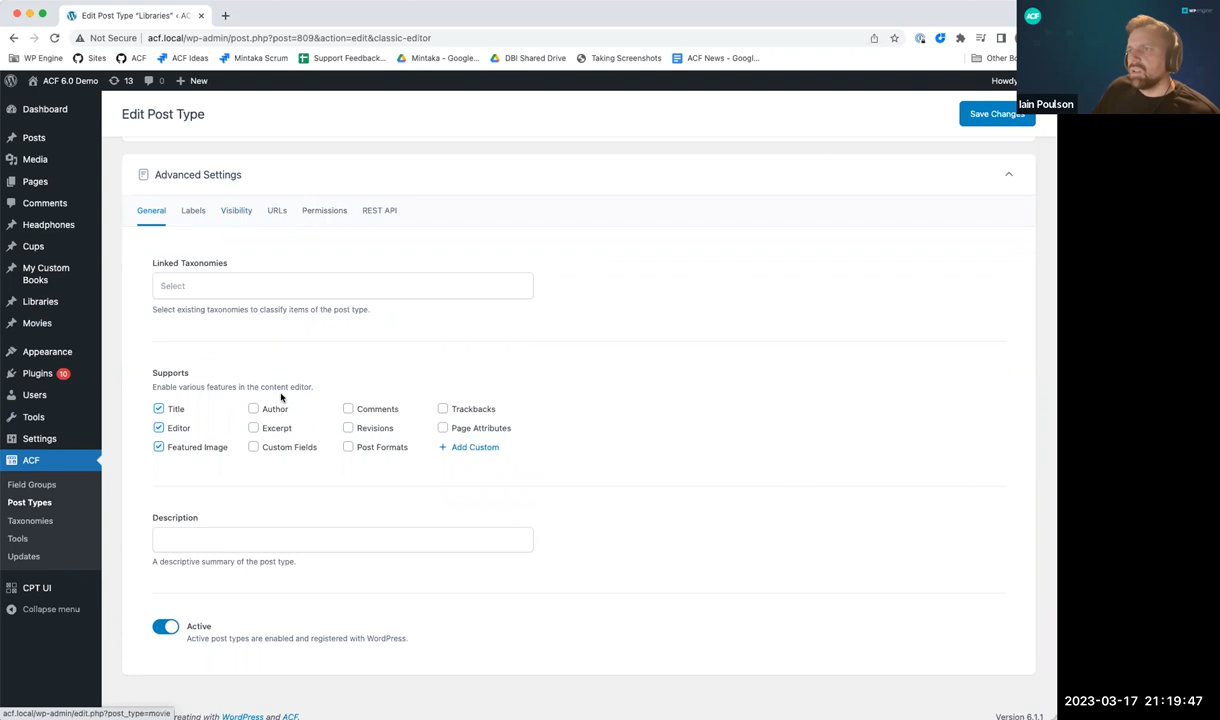 Edit Post Type "Libraries" ‹ AC
Not Secure
acf.local/wp-admin/post.php?post=809&action=edit&classic-editor
WP Engine
Sites
ACF
ACF Ideas
Mintaka Scrum
Support Feedback...
Mintaka - Google...
DBI Shared Drive
Taking Screenshots
ACF News - Googl...
Other Bo
ACF 6.0 Demo
13
0
New
Howdy
ACF
WP engine
Iain Poulson
Dashboard
Posts
Media
Pages
Comments
Headphones
Cups
My Custom
Books
Libraries
Movies
Appearance
Plugins 10
Users
Tools
Settings
ACF
Field Groups
Post Types
Taxonomies
Tools
Updates
CPT UI
Collapse menu
Edit Post Type
Save Changes
Advanced Settings
General
Labels
Visibility
URLs
Permissions
REST API
Linked Taxonomies
Select
Select existing taxonomies to classify items of the post type.
Supports
Enable various features in the content editor.
Title
Author
Comments
Trackbacks
Editor
Excerpt
Revisions
Page Attributes
Featured Image
Custom Fields
Post Formats
+ Add Custom
Description
A descriptive summary of the post type.
Active
Active post types are enabled and registered with WordPress.
acf.local/wp-admin/edit.php?post_type=movie
reating with WordPress and ACF.
Version 6.1.1
2023-03-17 21:19:47